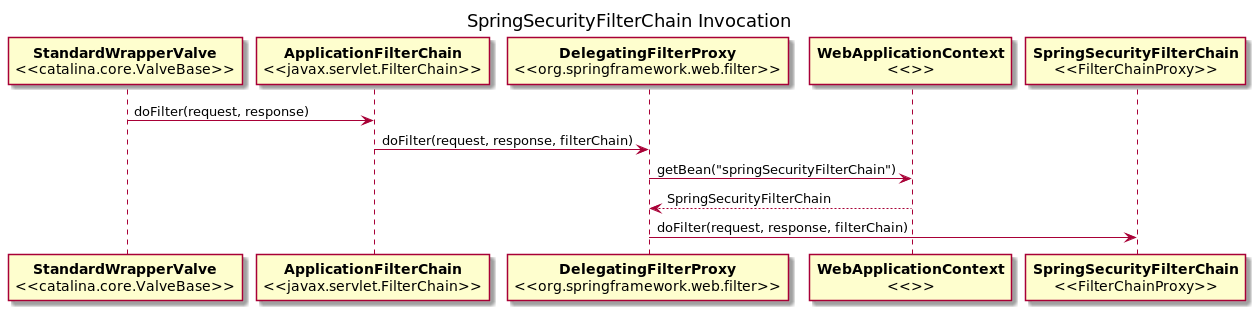 SpringSecurityFilterChain Invocation
StandardWrapperValve
<<catalina.core.ValveBase>>
ApplicationFilterChain
<<javax.servlet.FilterChain>>
DelegatingFilterProxy
<<org.springframework.web.filter>>
WebApplicationContext
<<>>
SpringSecurityFilterChain
<<FilterChainProxy>>
doFilter(request, response)
doFilter(request, response, filterChain)
getBean("springSecurityFilterChain")
SpringSecurityFilterChain
doFilter(request, response, filterChain)
StandardWrapperValve
<<catalina.core.ValveBase>>
ApplicationFilterChain
<<javax.servlet.FilterChain>>
DelegatingFilterProxy
<<org.springframework.web.filter>>
WebApplicationContext
<<>>
SpringSecurityFilterChain
<<FilterChainProxy>>